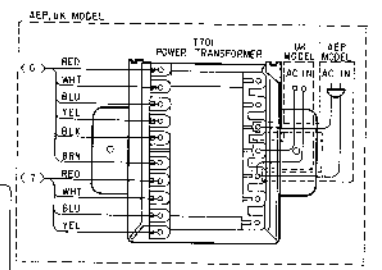 AEP, UK MODEL
T701
POWER TRANSFORMER
UK MODEL
AEP MODEL
AC IN
AC IN
(6)
RED
WHT
BLU
YEL
BLK
BRN
(7)
RED
WHT
BLU
YEL